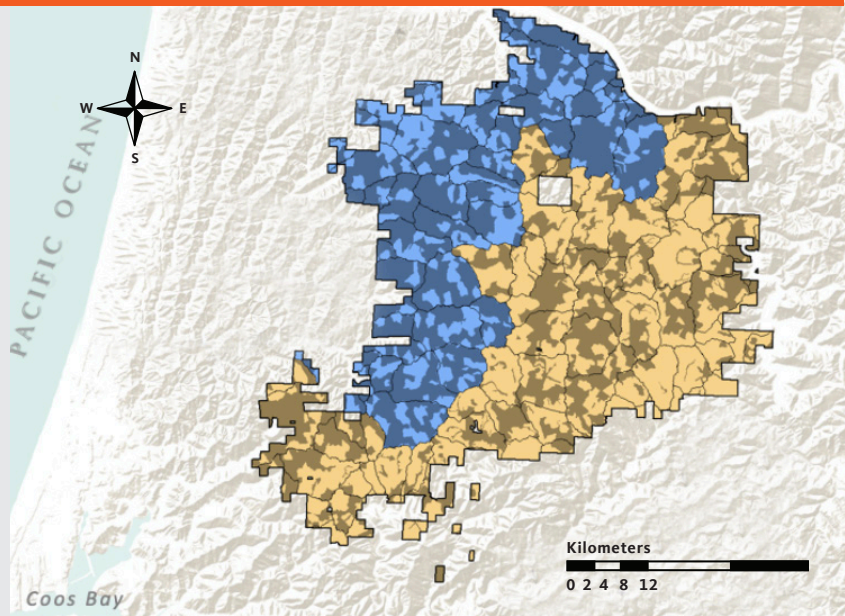 N
W E
S
PACIFIC OCEAN
Kilometers
0 2 4 8 12
Coos Bay